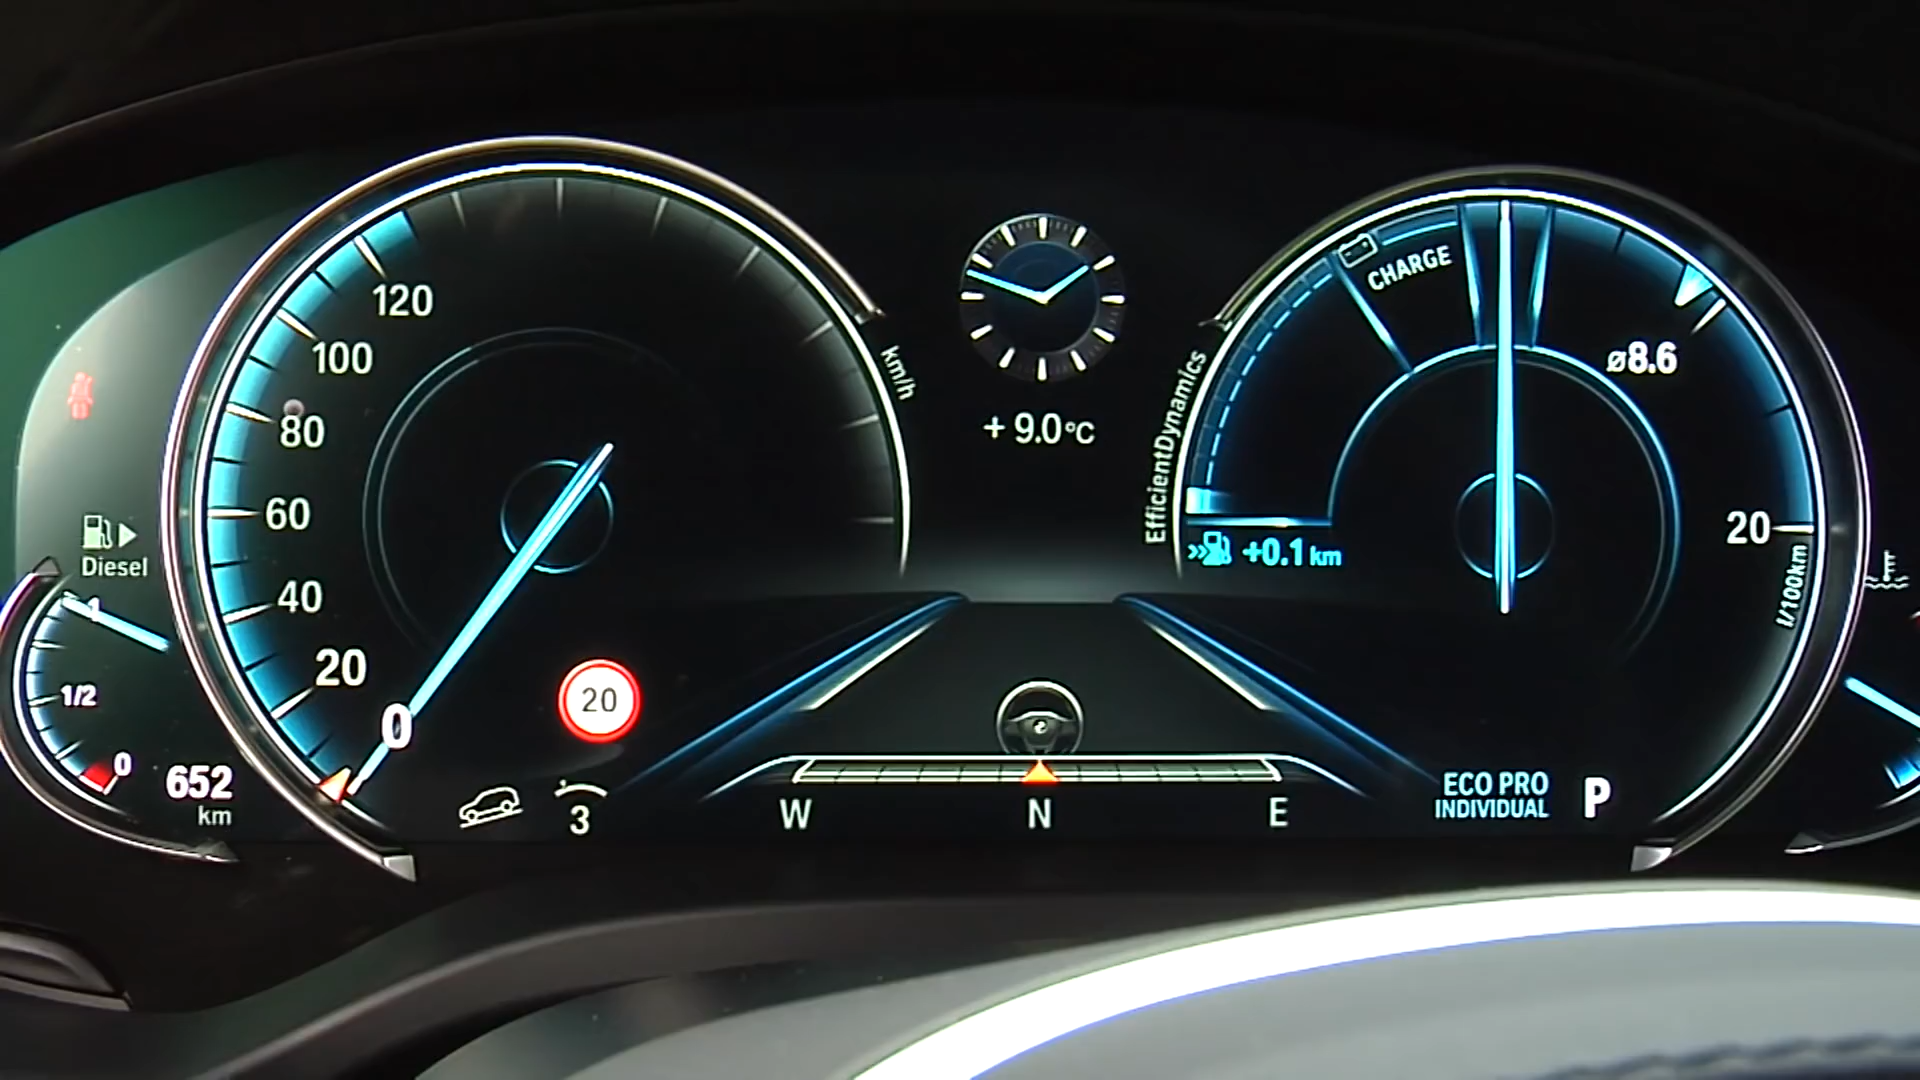 120
100
80
60
40
20
0
km/h
20
3
Diesel
1
1/2
0
652
km
+ 9.0°C
W N E
EfficientDynamics
CHARGE
ø8.6
20
l/100km
+0.1 km
ECO PRO
INDIVIDUAL
P